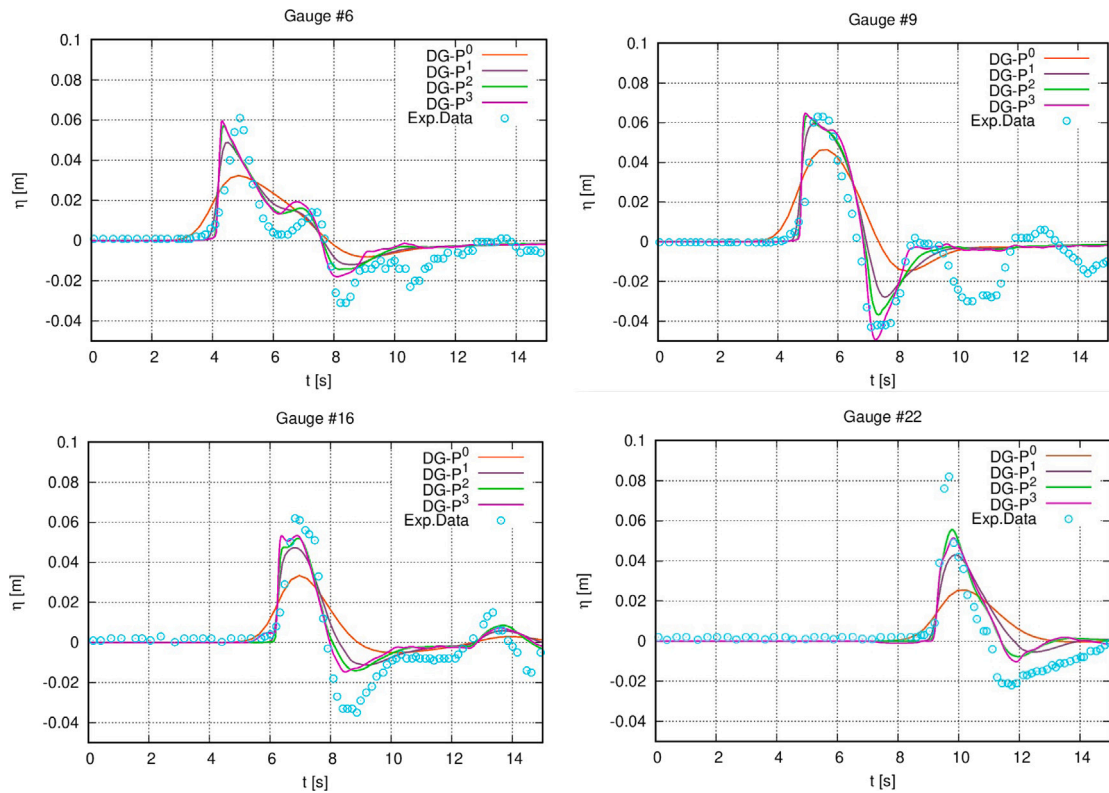 Gauge #6
0.1
0.08
0.06
0.04
0.02
0
-0.02
-0.04
η [m]
DG-P⁰
DG-P¹
DG-P²
DG-P³
Exp.Data
0 2 4 6 8 10 12 14
t [s]
Gauge #9
0.1
0.08
0.06
0.04
0.02
0
-0.02
-0.04
η [m]
DG-P⁰
DG-P¹
DG-P²
DG-P³
Exp.Data
0 2 4 6 8 10 12 14
t [s]
Gauge #16
0.1
0.08
0.06
0.04
0.02
0
-0.02
-0.04
η [m]
DG-P⁰
DG-P¹
DG-P²
DG-P³
Exp.Data
0 2 4 6 8 10 12 14
t [s]
Gauge #22
0.1
0.08
0.06
0.04
0.02
0
-0.02
-0.04
η [m]
DG-P⁰
DG-P¹
DG-P²
DG-P³
Exp.Data
0 2 4 6 8 10 12 14
t [s]